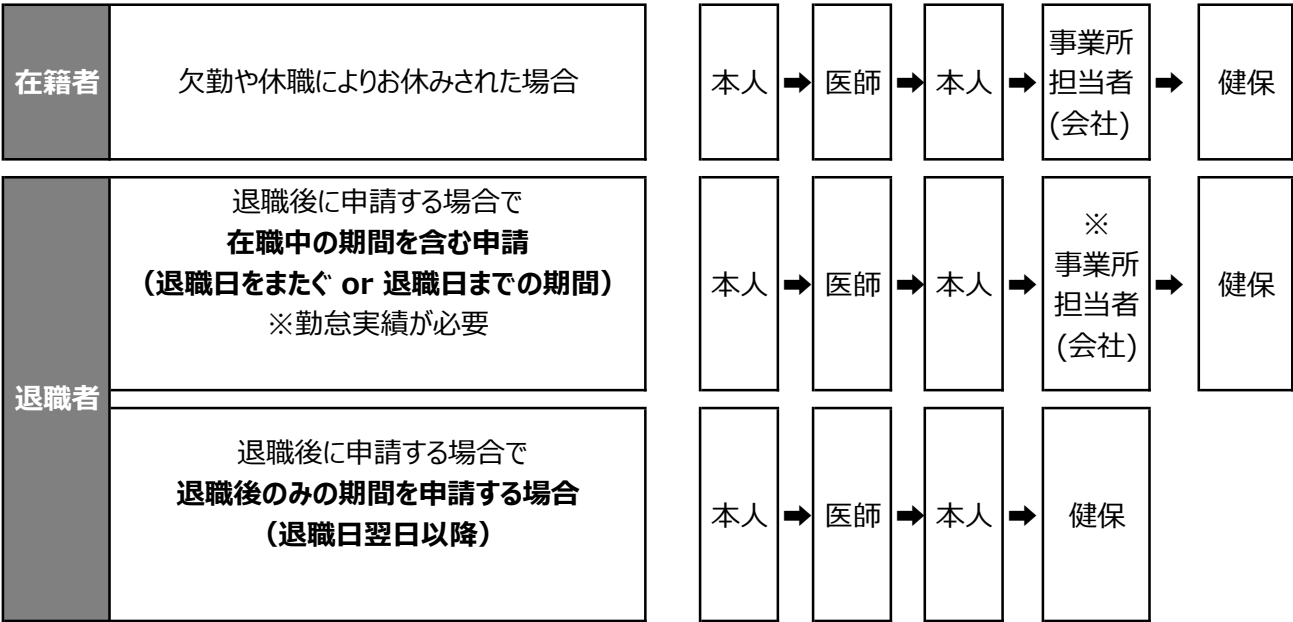 在籍者
欠勤や休職によりお休みされた場合
本人 ➡ 医師 ➡ 本人 ➡ 事業所担当者(会社) ➡ 健保
退職者
退職後に申請する場合で
在職中の期間を含む申請
（退職日をまたぐ or 退職日までの期間）
※勤怠実績が必要
本人 ➡ 医師 ➡ 本人 ➡ ※事業所担当者(会社) ➡ 健保
退職後に申請する場合で
退職後のみの期間を申請する場合
（退職日翌日以降）
本人 ➡ 医師 ➡ 本人 ➡ 健保